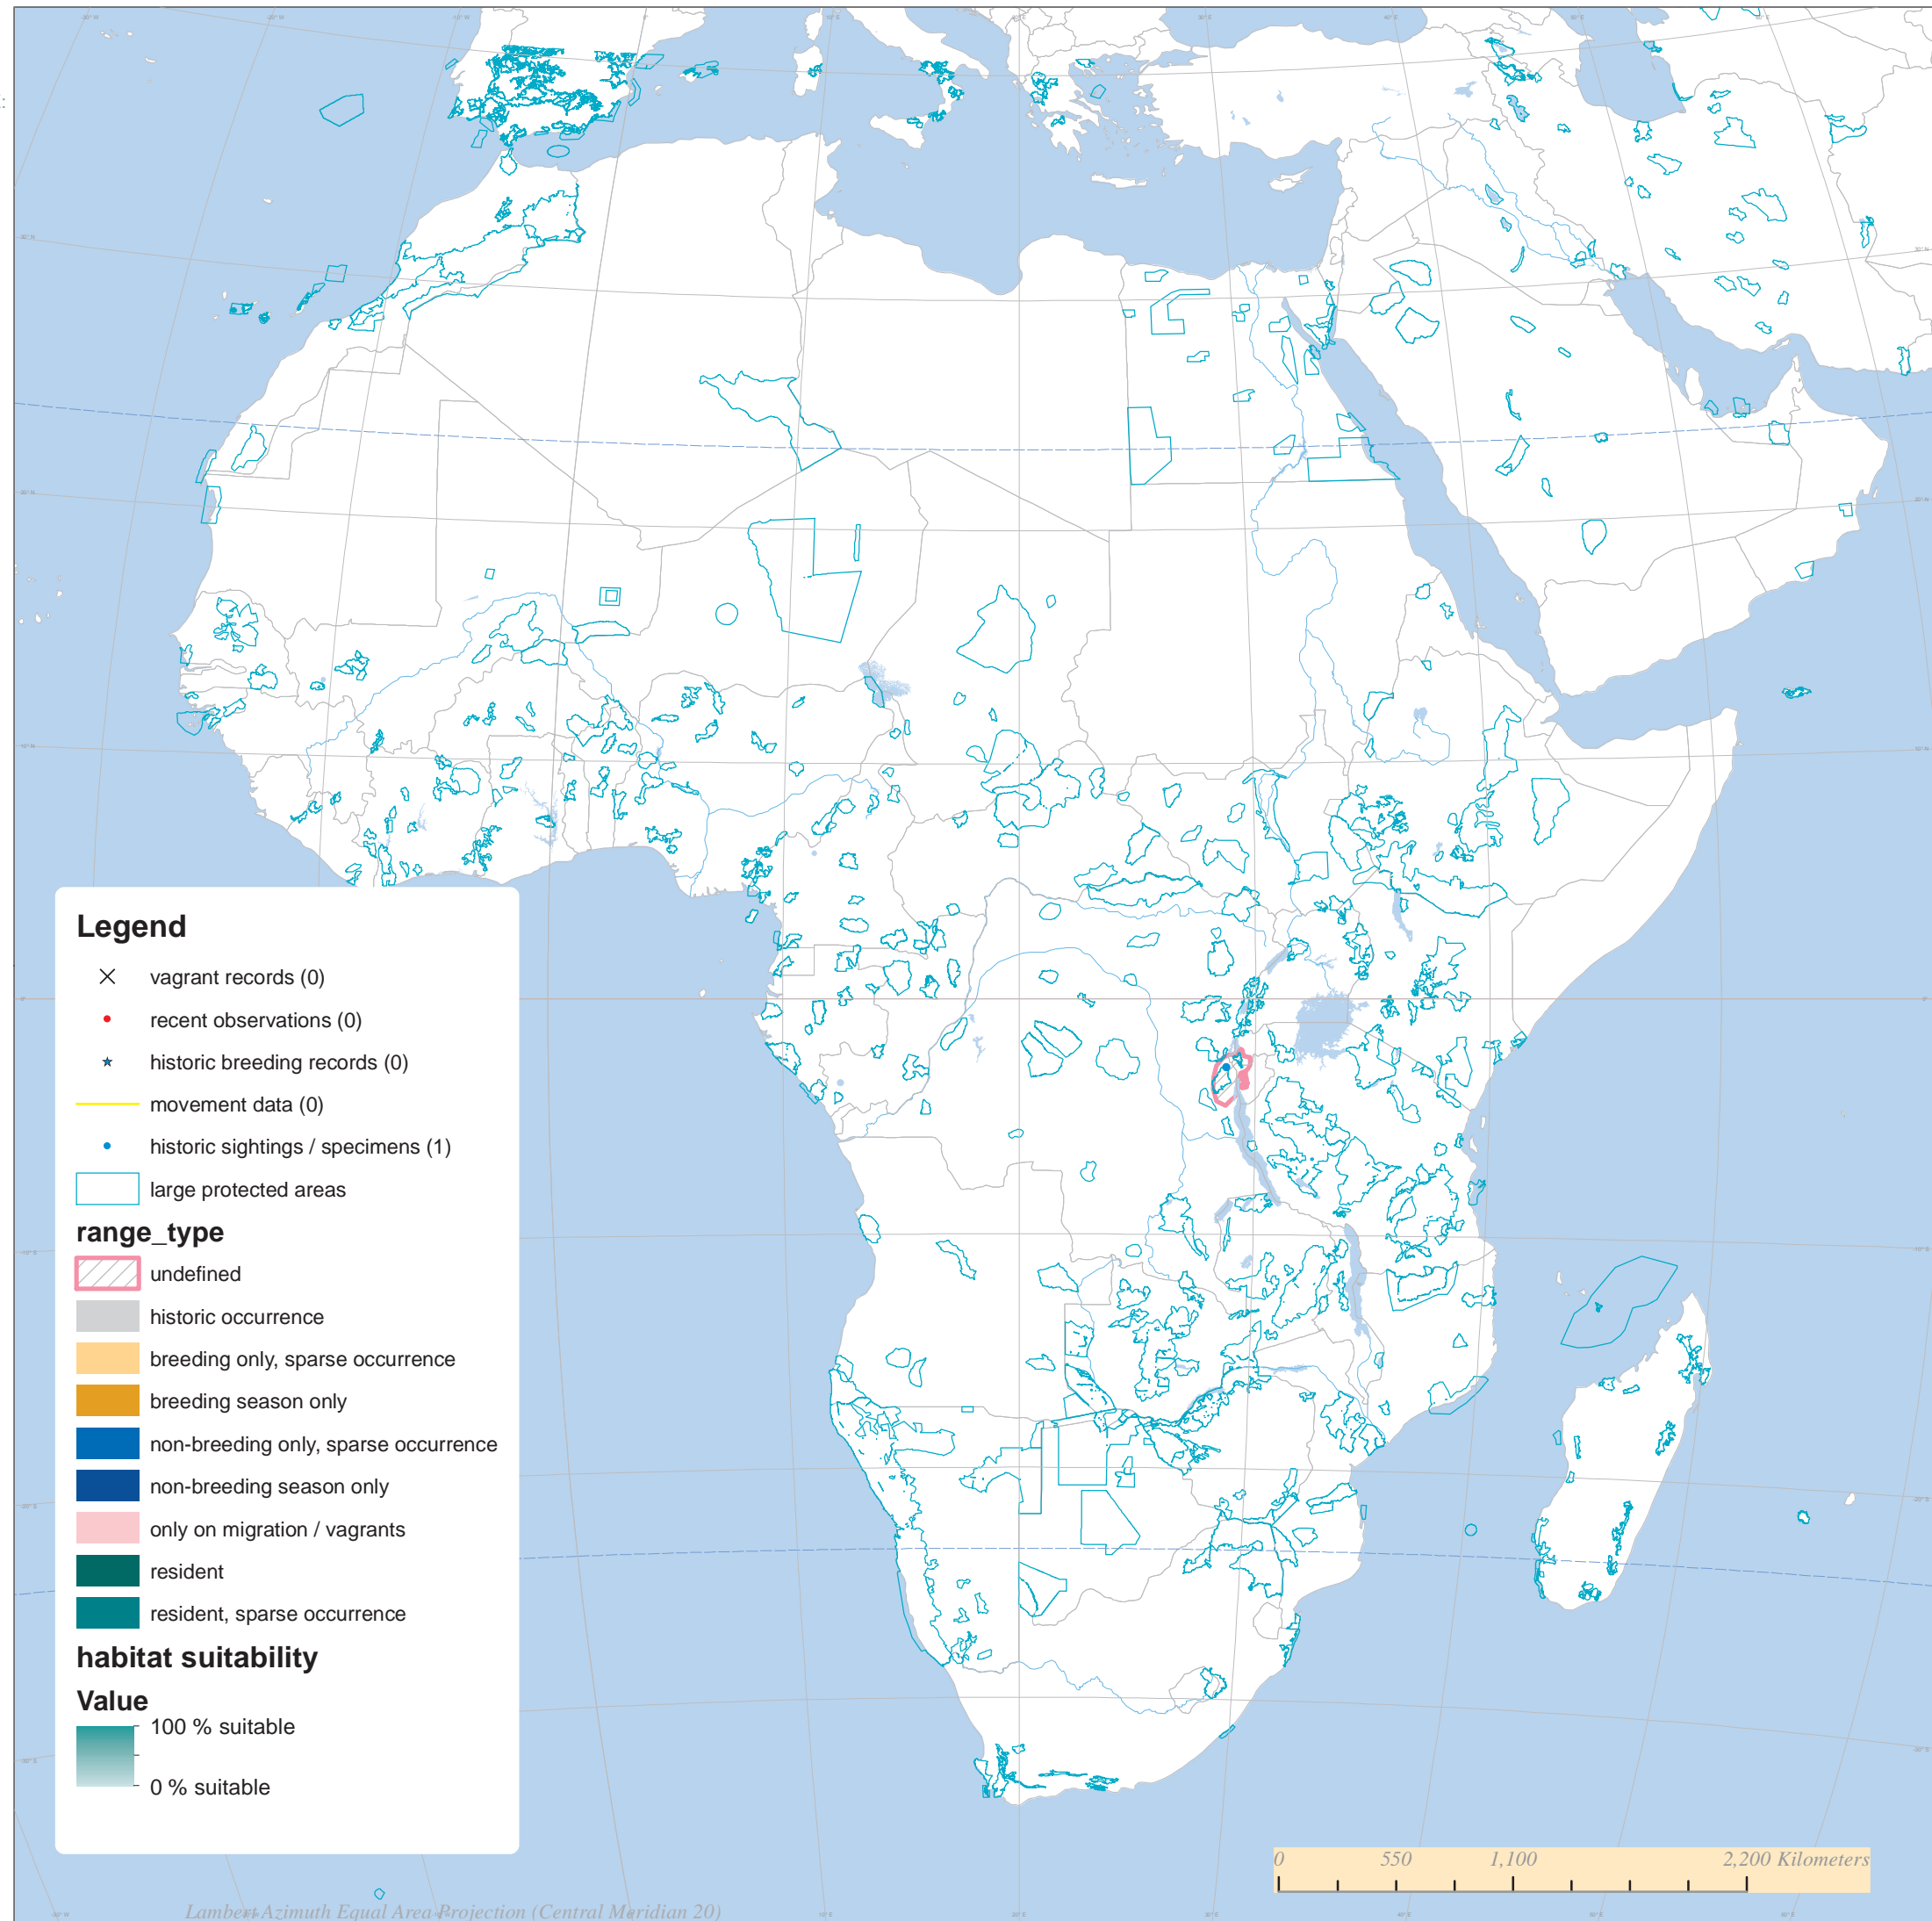 Legend
vagrant records (0)
recent observations (0)
historic breeding records (0)
movement data (0)
historic sightings / specimens (1)
large protected areas
range_type
undefined
historic occurrence
breeding only, sparse occurrence
breeding season only
non-breeding only, sparse occurrence
non-breeding season only
only on migration / vagrants
resident
resident, sparse occurrence
habitat suitability
Value
100 % suitable
0 % suitable
0 550 1,100 2,200 Kilometers
Lambert Azimuth Equal Area Projection (Central Meridian 20)